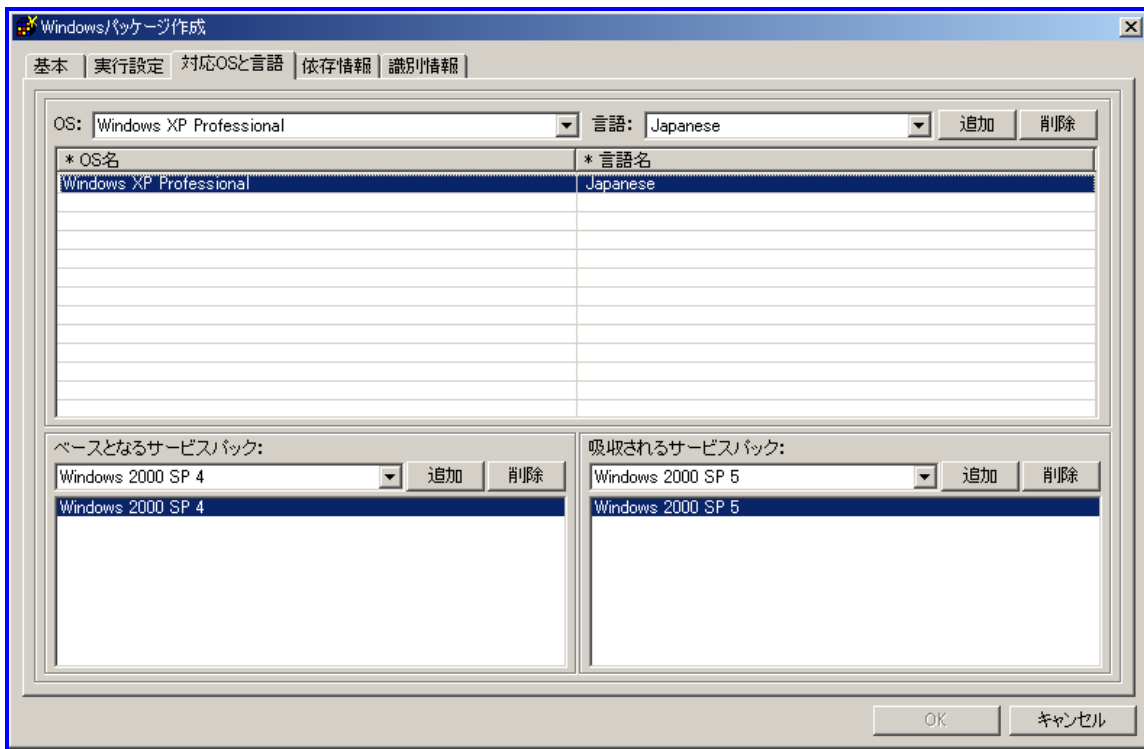 Windowsパッケージ作成
基本 実行設定 対応OSと言語 依存情報 識別情報
OS: Windows XP Professional 言語: Japanese 追加 削除
* OS名 * 言語名
Windows XP Professional Japanese
ベースとなるサービスパック: 吸収されるサービスパック:
Windows 2000 SP 4 追加 削除 Windows 2000 SP 5 追加 削除
Windows 2000 SP 4 Windows 2000 SP 5
OK キャンセル